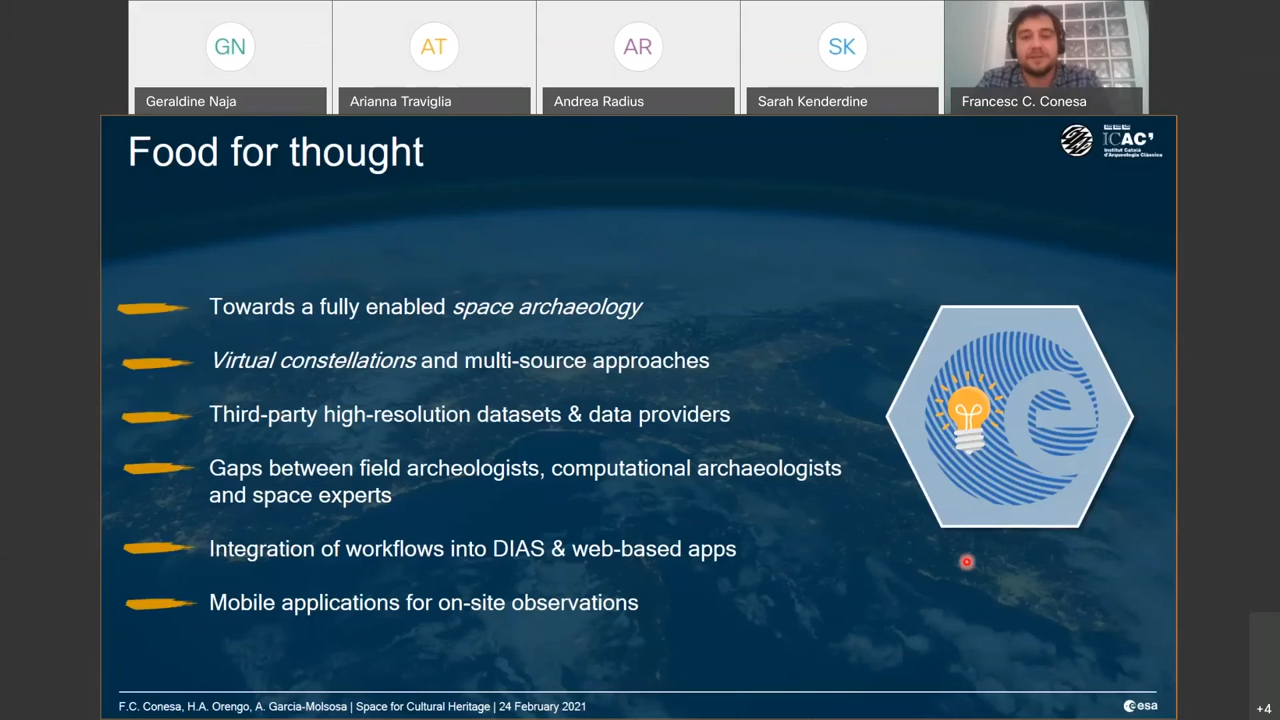 GN
AT
AR
SK
Geraldine Naja
Arianna Traviglia
Andrea Radius
Sarah Kenderdine
Francesc C. Conesa
Food for thought
ICAC'
Institut Català
d'Arqueologia Clàssica
Towards a fully enabled space archaeology
Virtual constellations and multi-source approaches
Third-party high-resolution datasets & data providers
Gaps between field archeologists, computational archaeologists
and space experts
Integration of workflows into DIAS & web-based apps
Mobile applications for on-site observations
e
F.C. Conesa, H.A. Orengo, A. Garcia-Molsosa | Space for Cultural Heritage | 24 February 2021
esa
+4